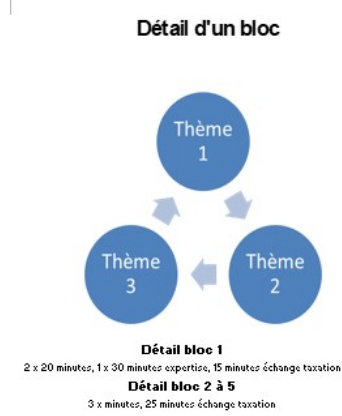 Détail d'un bloc
Thème
1
Thème
3
Thème
2
Détail bloc 1
2 x 20 minutes, 1 x 30 minutes expertise, 15 minutes échange taxation
Détail bloc 2 à 5
3 x minutes, 25 minutes échange taxation